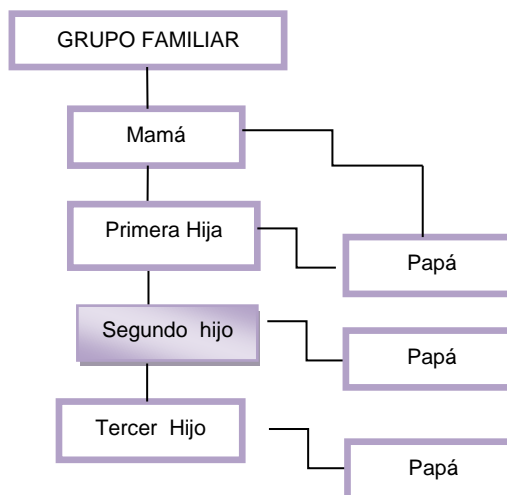 GRUPO FAMILIAR
Mamá
Primera Hija
Papá
Segundo hijo
Papá
Tercer Hijo
Papá